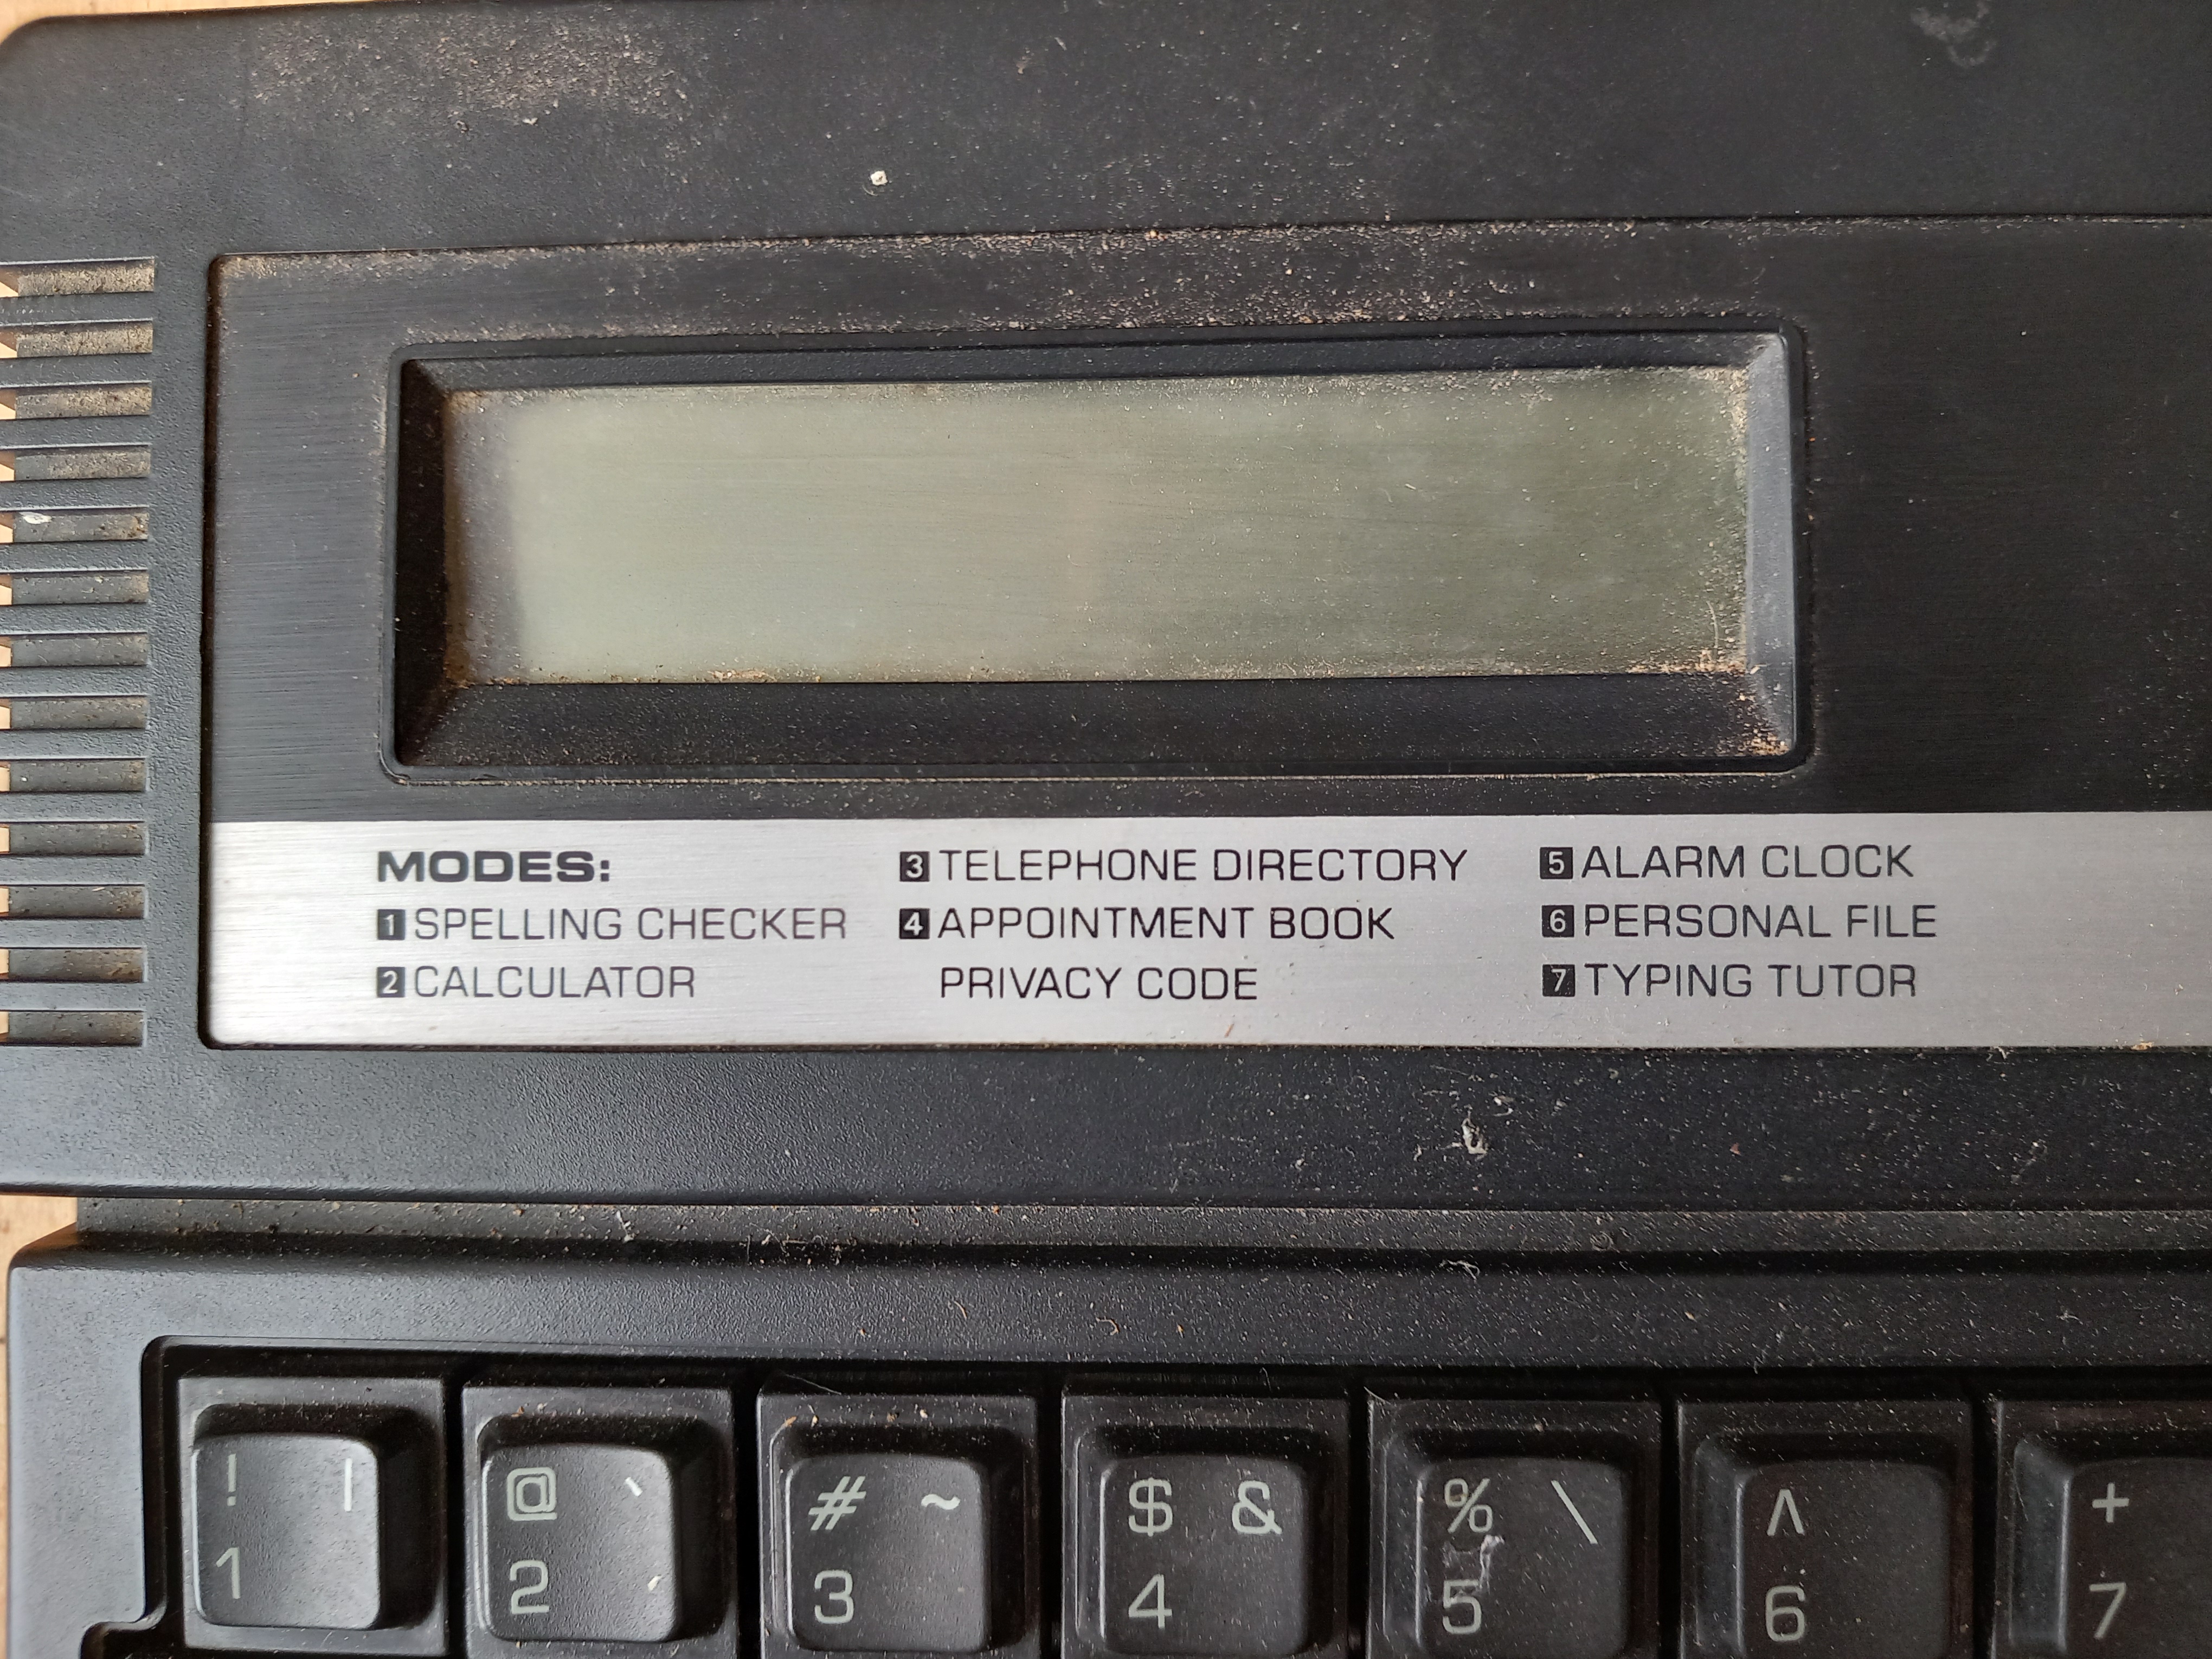 MODES:
1 SPELLING CHECKER
2 CALCULATOR
3 TELEPHONE DIRECTORY
4 APPOINTMENT BOOK
PRIVACY CODE
5 ALARM CLOCK
6 PERSONAL FILE
7 TYPING TUTOR
! |
1
@ `
2 ´
# ~
3
$ &
4
% \
5
^
6
+
7